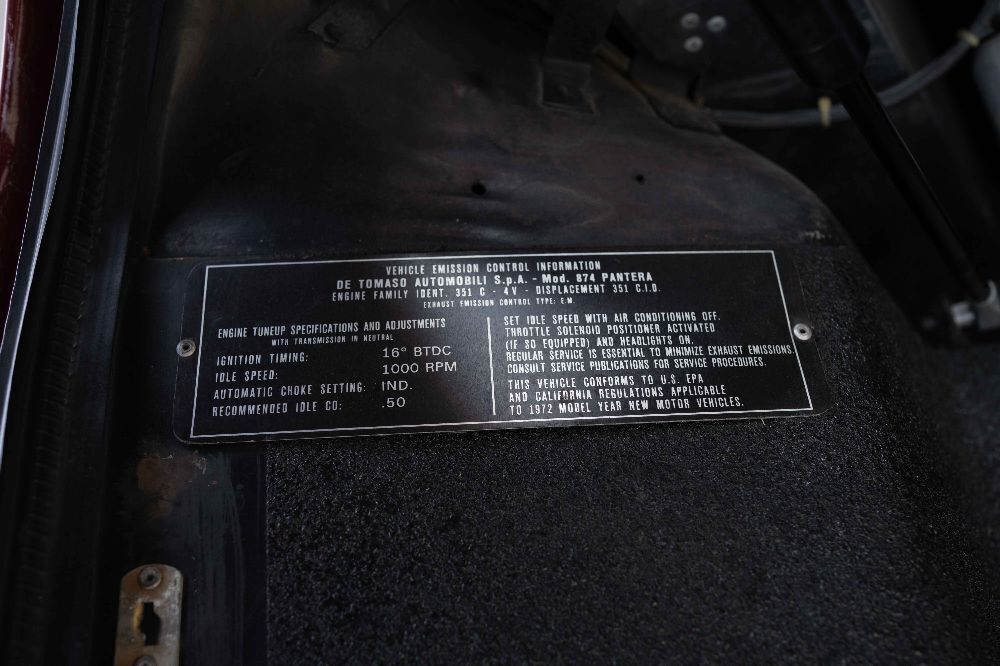 VEHICLE EMISSION CONTROL INFORMATION
DE TOMASO AUTOMOBILI S.p.A. - Mod. 874 PANTERA
ENGINE FAMILY IDENT. 351 C - 4V - DISPLACEMENT 351 C.I.D.
EXHAUST EMISSION CONTROL TYPE: E.M.
ENGINE TUNEUP SPECIFICATIONS AND ADJUSTMENTS
WITH TRANSMISSION IN NEUTRAL
IGNITION TIMING: 16° BTDC
IDLE SPEED: 1000 RPM
AUTOMATIC CHOKE SETTING: IND.
RECOMMENDED IDLE CO: .50
SET IDLE SPEED WITH AIR CONDITIONING OFF.
THROTTLE SOLENOID POSITIONER ACTIVATED
(IF SO EQUIPPED) AND HEADLIGHTS ON.
REGULAR SERVICE IS ESSENTIAL TO MINIMIZE EXHAUST EMISSIONS.
CONSULT SERVICE PUBLICATIONS FOR SERVICE PROCEDURES.
THIS VEHICLE CONFORMS TO U.S. EPA
AND CALIFORNIA REGULATIONS APPLICABLE
TO 1972 MODEL YEAR NEW MOTOR VEHICLES.